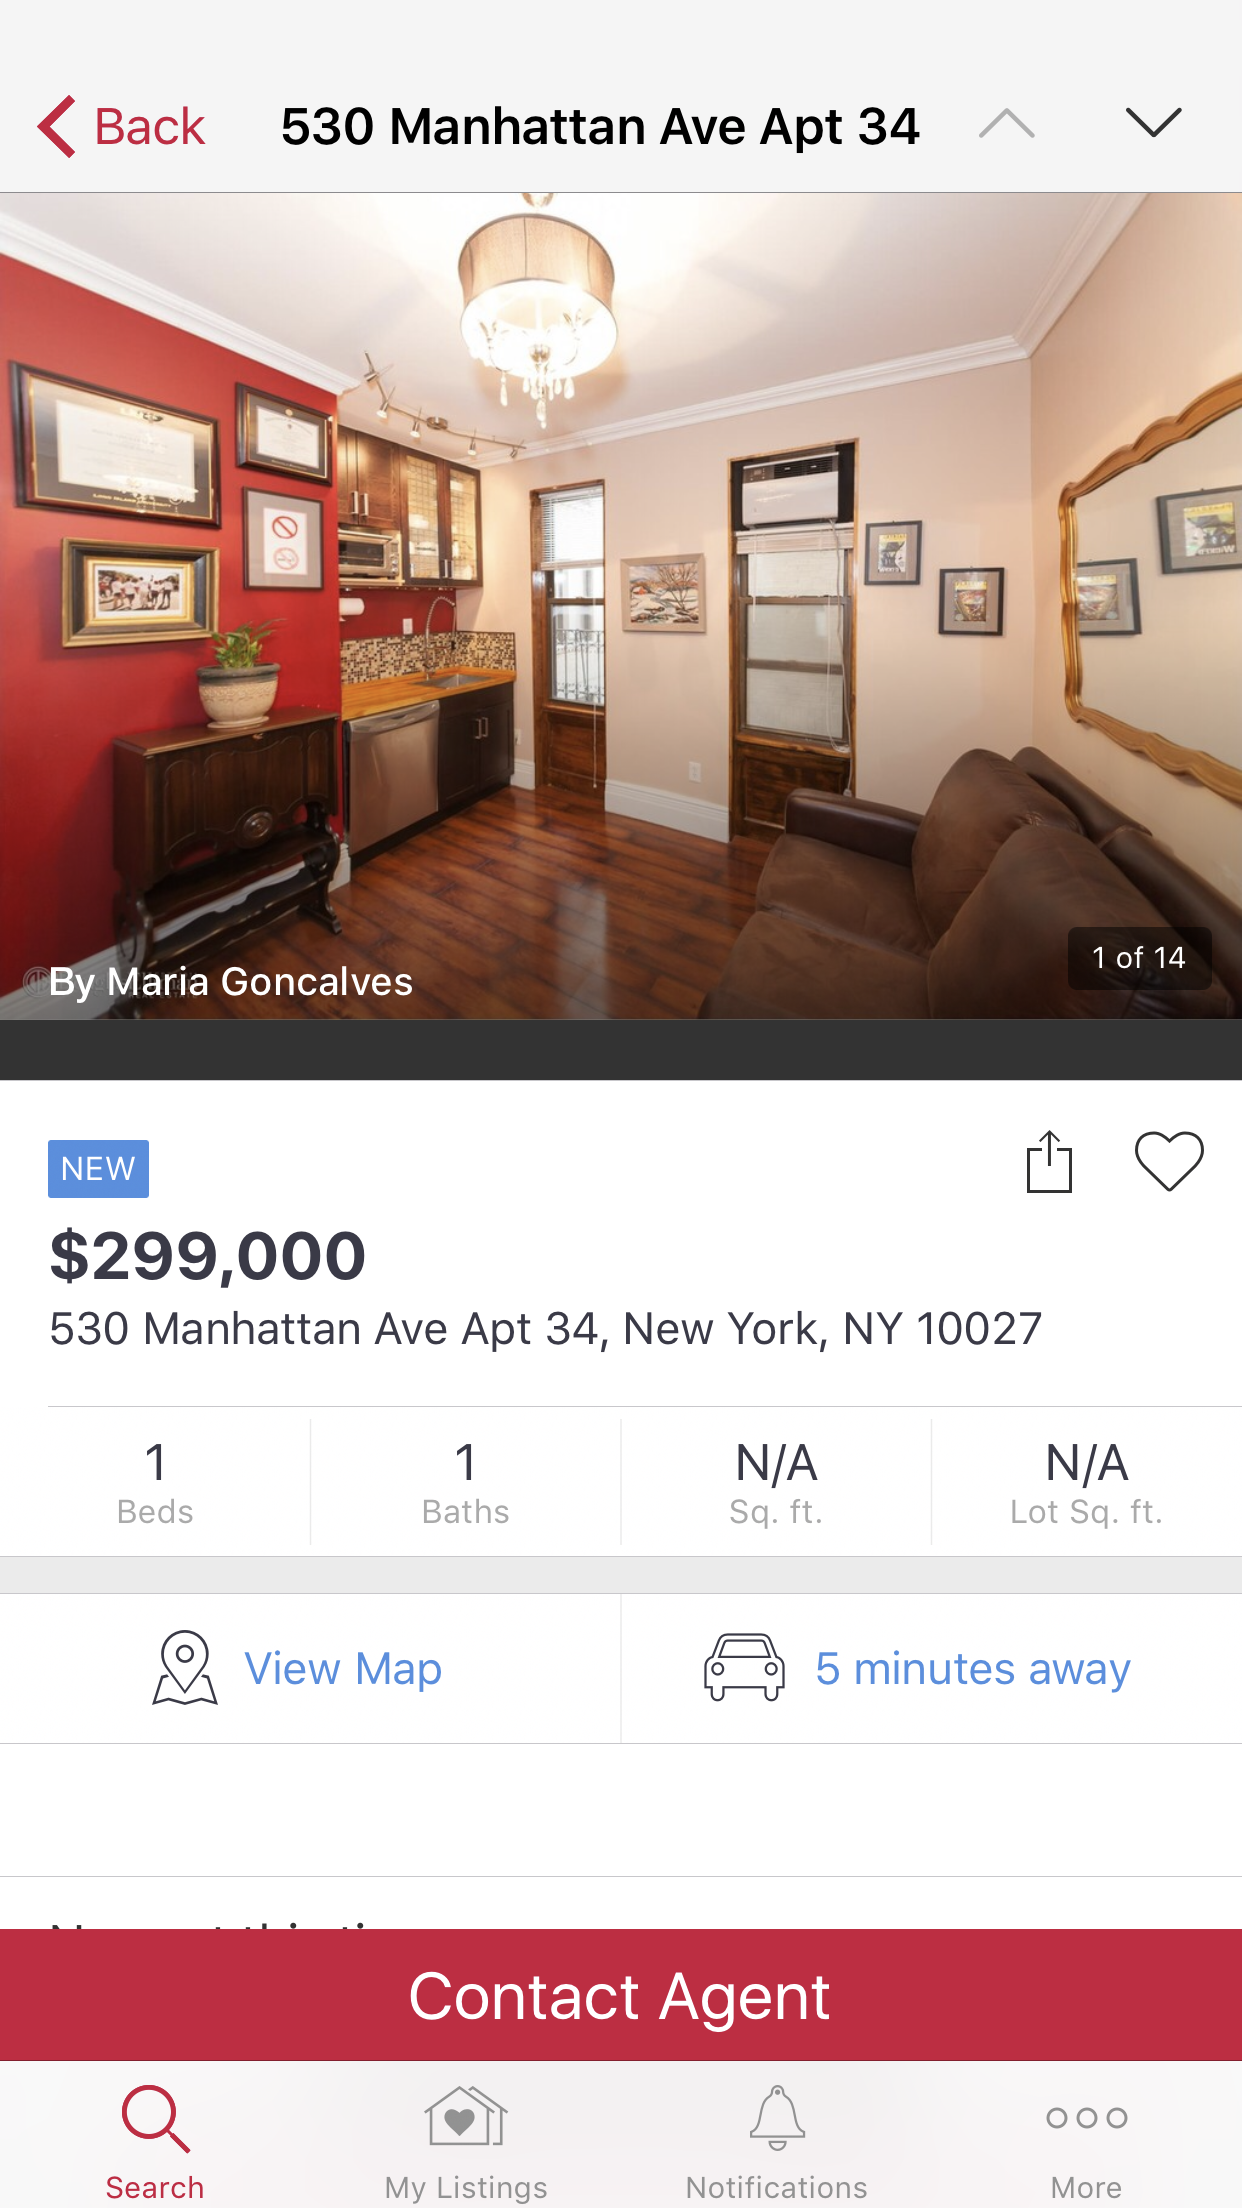 Back
530 Manhattan Ave Apt 34
By Maria Goncalves
1 of 14
NEW
$299,000
530 Manhattan Ave Apt 34, New York, NY 10027
1
Beds
1
Baths
N/A
Sq. ft.
N/A
Lot Sq. ft.
View Map
5 minutes away
Contact Agent
Search
My Listings
Notifications
More